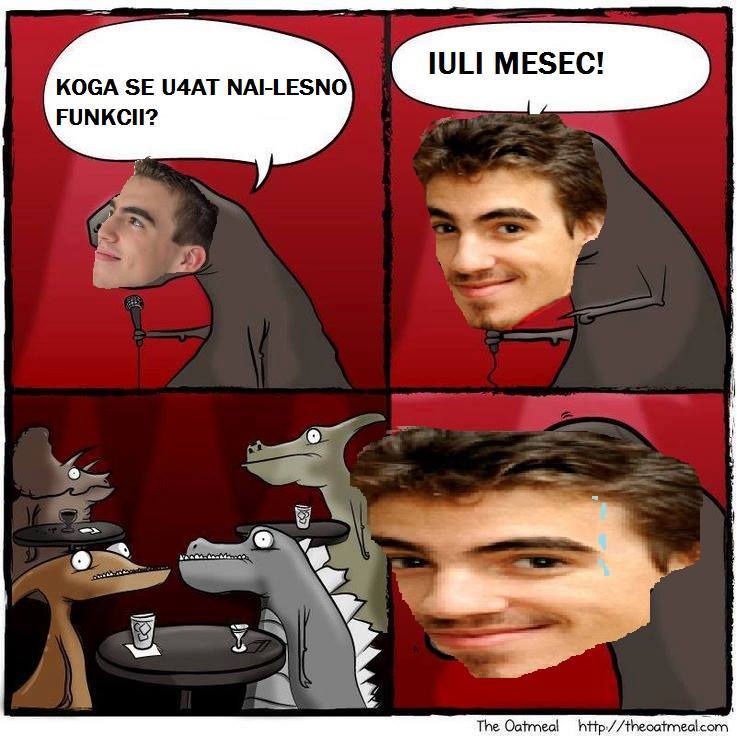 KOGA SE U4AT NAI-LESNO
FUNKCII?
IULI MESEC!
The Oatmeal http://theoatmeal.com